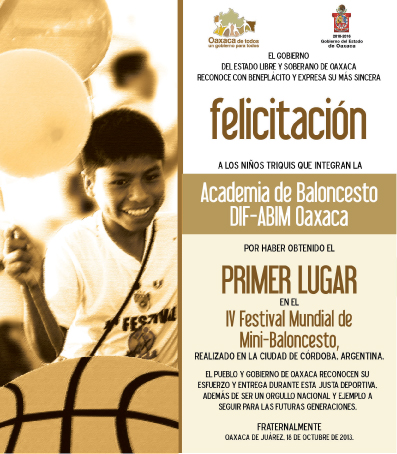 Oaxaca de todos
un gobierno para todos
2010-2016
Gobierno del Estado
de Oaxaca
EL GOBIERNO
DEL ESTADO LIBRE Y SOBERANO DE OAXACA
RECONOCE CON BENEPLÁCITO Y EXPRESA SU MÁS SINCERA
felicitación
A LOS NIÑOS TRIQUIS QUE INTEGRAN LA
Academia de Baloncesto
DIF-ABIM Oaxaca
POR HABER OBTENIDO EL
PRIMER LUGAR
EN EL
IV Festival Mundial de
Mini-Baloncesto,
REALIZADO EN LA CIUDAD DE CÓRDOBA, ARGENTINA.
EL PUEBLO Y GOBIERNO DE OAXACA RECONOCEN SU
ESFUERZO Y ENTREGA DURANTE ESTA JUSTA DEPORTIVA.
ADEMÁS DE SER UN ORGULLO NACIONAL Y EJEMPLO A
SEGUIR PARA LAS FUTURAS GENERACIONES.
FRATERNALMENTE
OAXACA DE JUÁREZ, 18 DE OCTUBRE DE 2013.